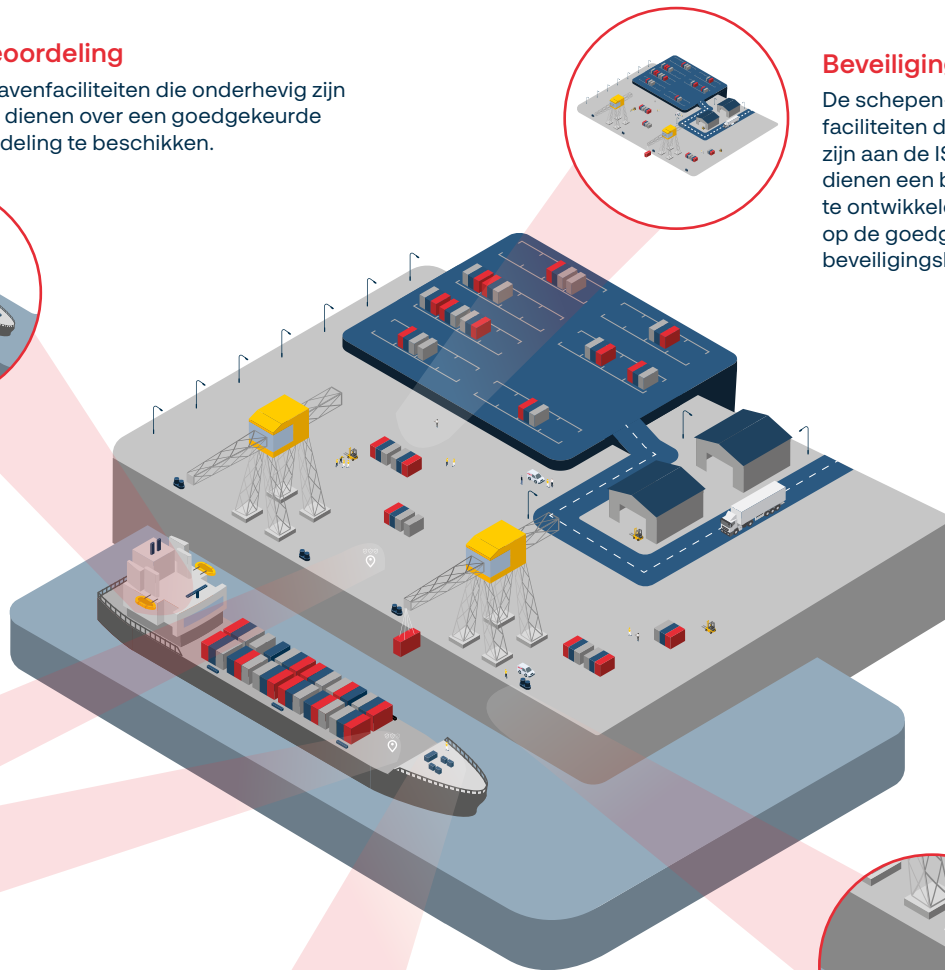 eoordeling
avenfaciliteiten die onderhevig zijn
dienen over een goedgekeurde
deling te beschikken.
Beveiliging
De schepen
faciliteiten d
zijn aan de IS
dienen een b
te ontwikkele
op de goedg
beveiligingsb